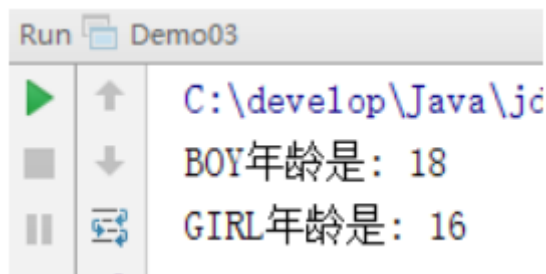 Run Demo03
C:\develop\Java\jd
BOY年龄是: 18
GIRL年龄是: 16